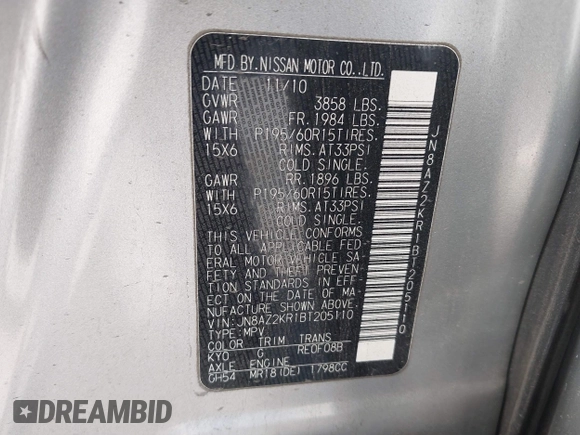 MFD BY.NISSAN MOTOR CO.,LTD.
DATE 11/10
GVWR 3858 LBS.
GAWR FR. 1984 LBS.
WITH P195/60R15TIRES.
15X6 RIMS.AT33PSI
COLD SINGLE.
GAWR RR. 1896 LBS.
WITH P195/60R15TIRES.
15X6 RIMS.AT33PSI
COLD SINGLE.
THIS VEHICLE CONFORMS
TO ALL APPLICABLE FED-
ERAL MOTOR VEHICLE SA-
FETY AND THEFT PREVEN-
TION STANDARDS IN EFF-
ECT ON THE DATE OF MA-
NUFACTURE SHOWN ABOVE.
VIN:JN8AZ2KR1BT205110
TYPE:MPV
COLOR TRIM TRANS
KY0 G RE0F08B
AXLE ENGINE
GH54 MR18(DE) 1798CC
JN8AZ2KR1BT205110
DREAMBID